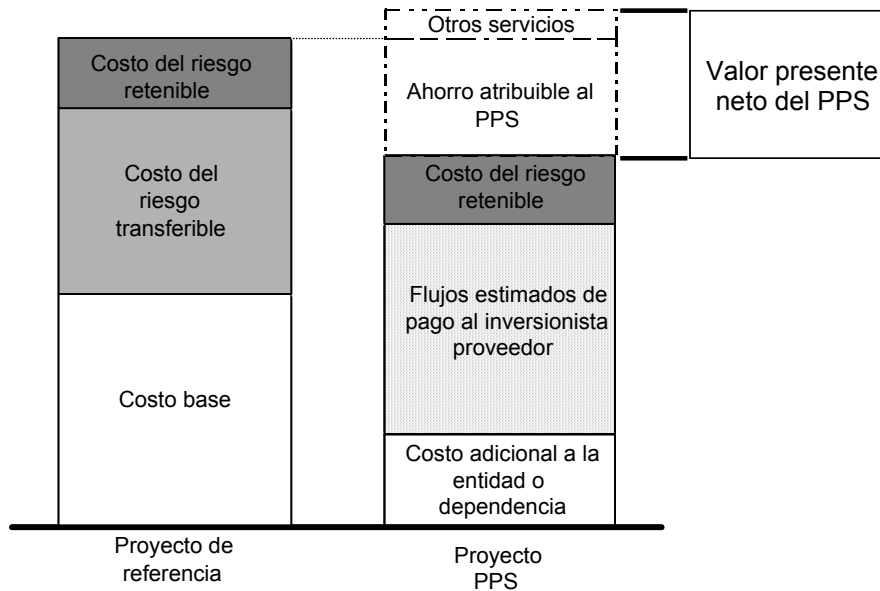 Costo del riesgo
retenible
Costo del
riesgo
transferible
Costo base
Proyecto de
referencia
Otros servicios
Ahorro atribuible al
PPS
Costo del riesgo
retenible
Flujos estimados de
pago al inversionista
proveedor
Costo adicional a la
entidad o
dependencia
Proyecto
PPS
Valor presente
neto del PPS